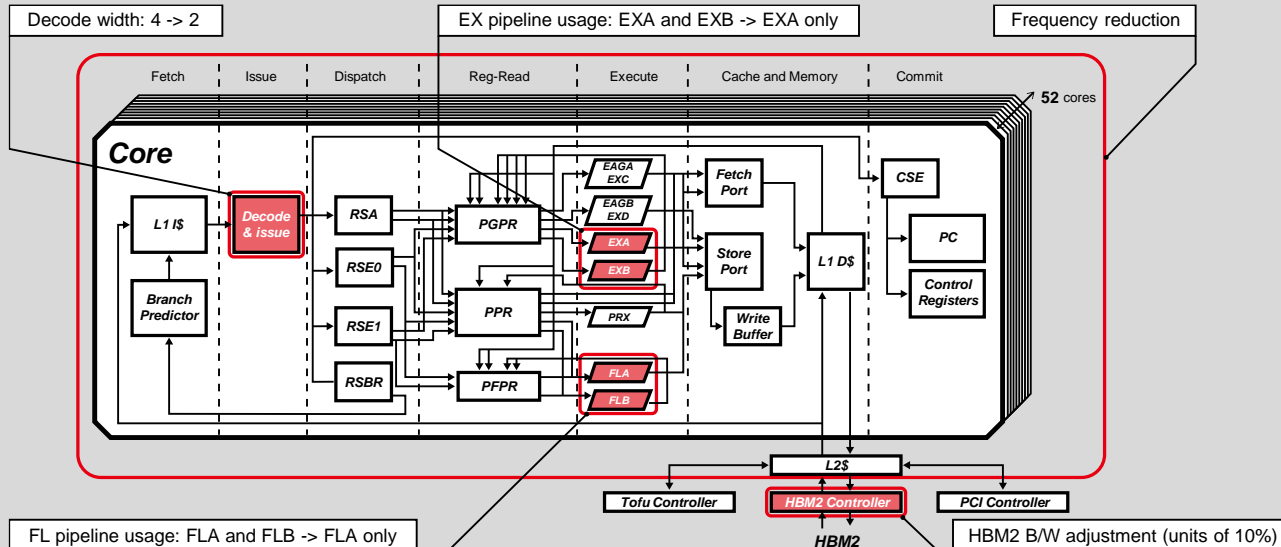 Decode width: 4 -> 2
EX pipeline usage: EXA and EXB -> EXA only
Frequency reduction
Fetch
Issue
Dispatch
Reg-Read
Execute
Cache and Memory
Commit
52 cores
Core
L1 I$
Branch
Predictor
Decode
& issue
RSA
RSE0
RSE1
RSBR
PGPR
PPR
PFPR
EAGA
EXC
EAGB
EXD
EXA
EXB
PRX
FLA
FLB
Fetch
Port
Store
Port
Write
Buffer
L1 D$
CSE
PC
Control
Registers
L2$
Tofu Controller
HBM2 Controller
PCI Controller
HBM2
FL pipeline usage: FLA and FLB -> FLA only
HBM2 B/W adjustment (units of 10%)